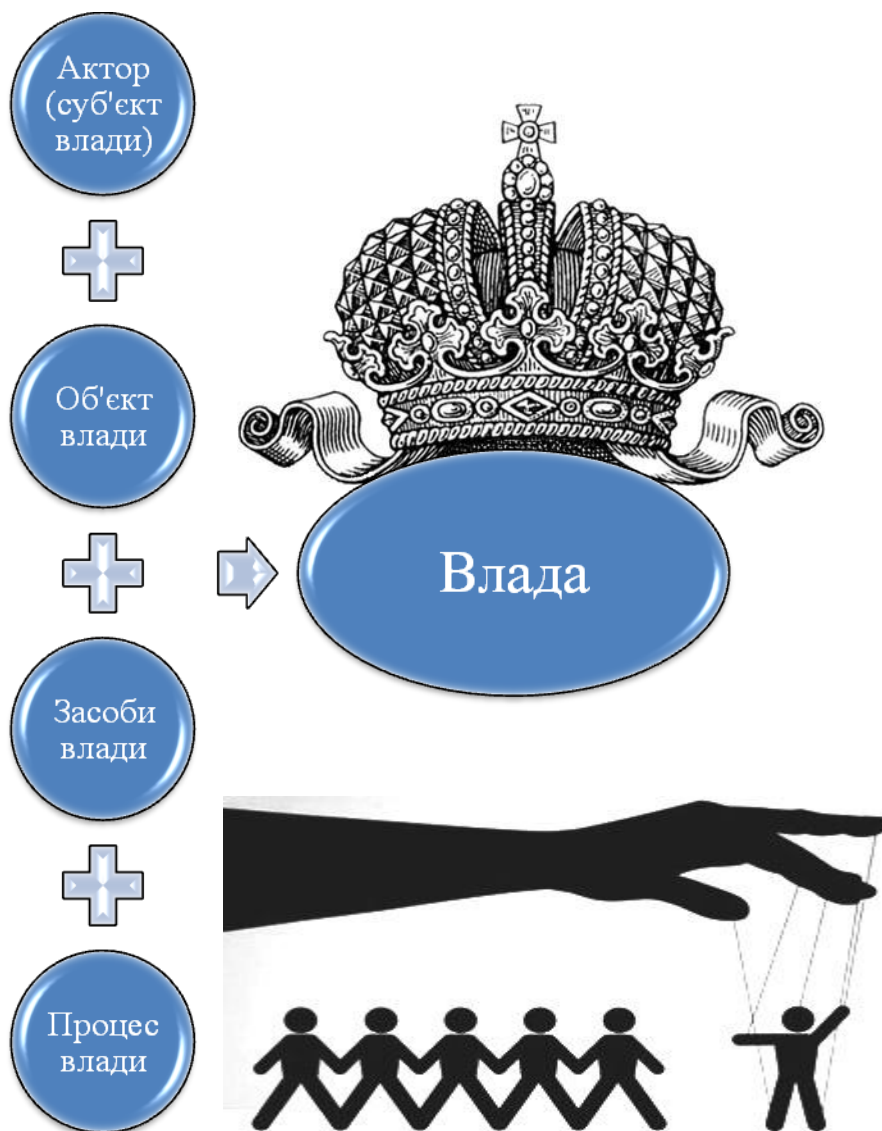 Актор
(суб'єкт
влади)
Об'єкт
влади
Влада
Засоби
влади
Процес
влади